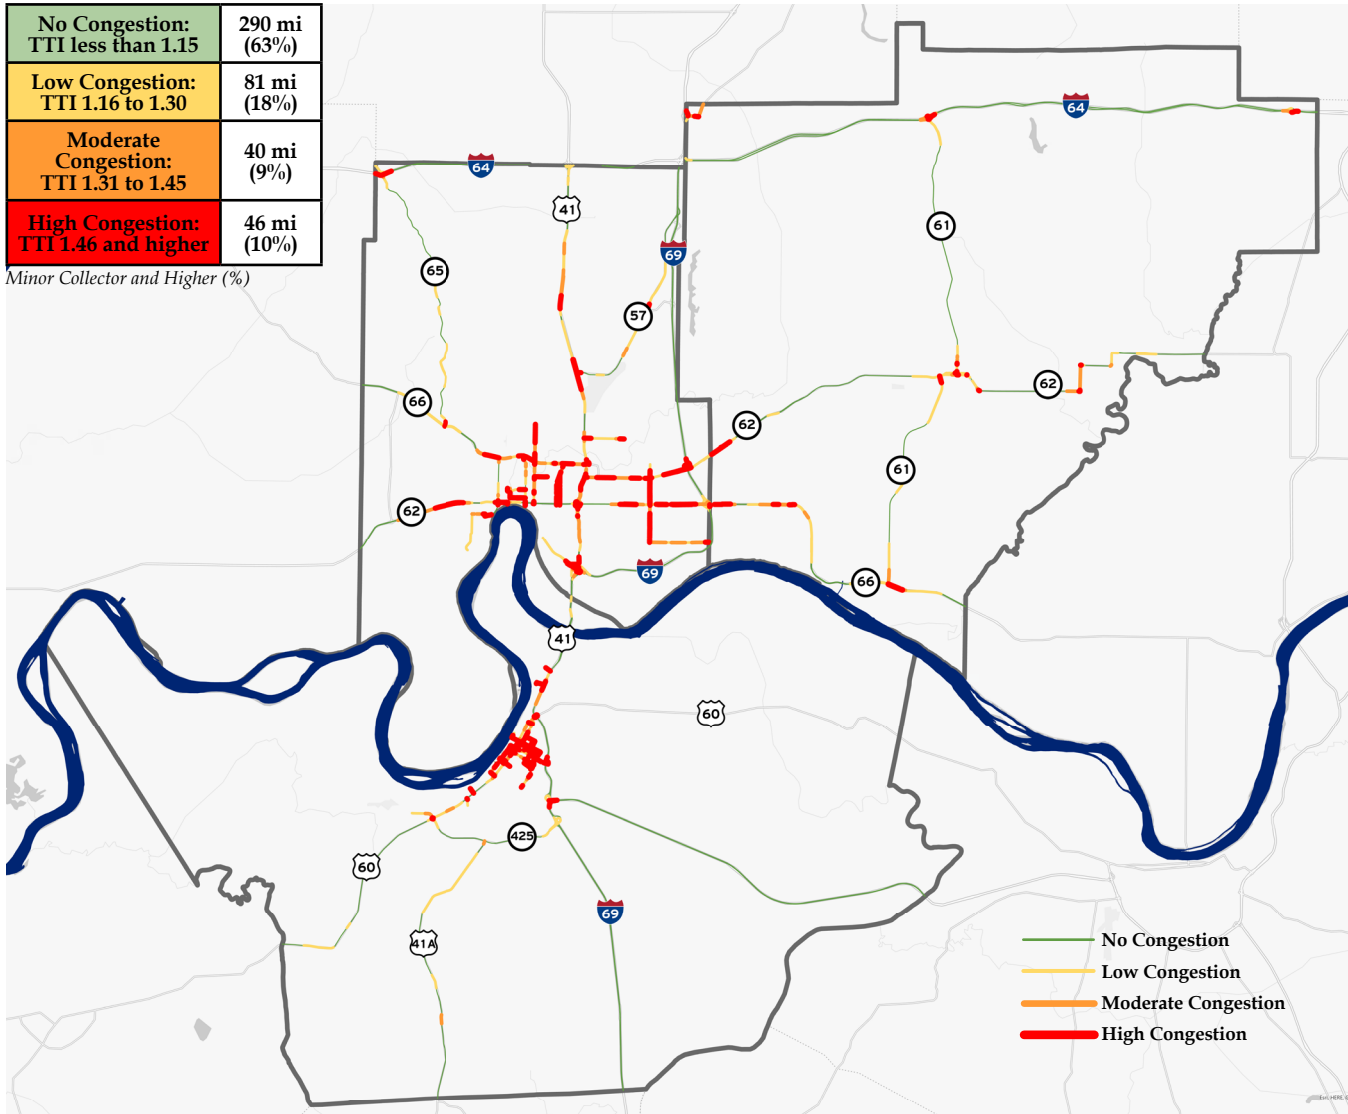 No Congestion:
TTI less than 1.15
290 mi
(63%)
Low Congestion:
TTI 1.16 to 1.30
81 mi
(18%)
Moderate
Congestion:
TTI 1.31 to 1.45
40 mi
(9%)
High Congestion:
TTI 1.46 and higher
46 mi
(10%)
Minor Collector and Higher (%)
64
64
41
61
69
65
57
62
66
62
61
62
69
66
41
60
425
60
69
41A
No Congestion
Low Congestion
Moderate Congestion
High Congestion